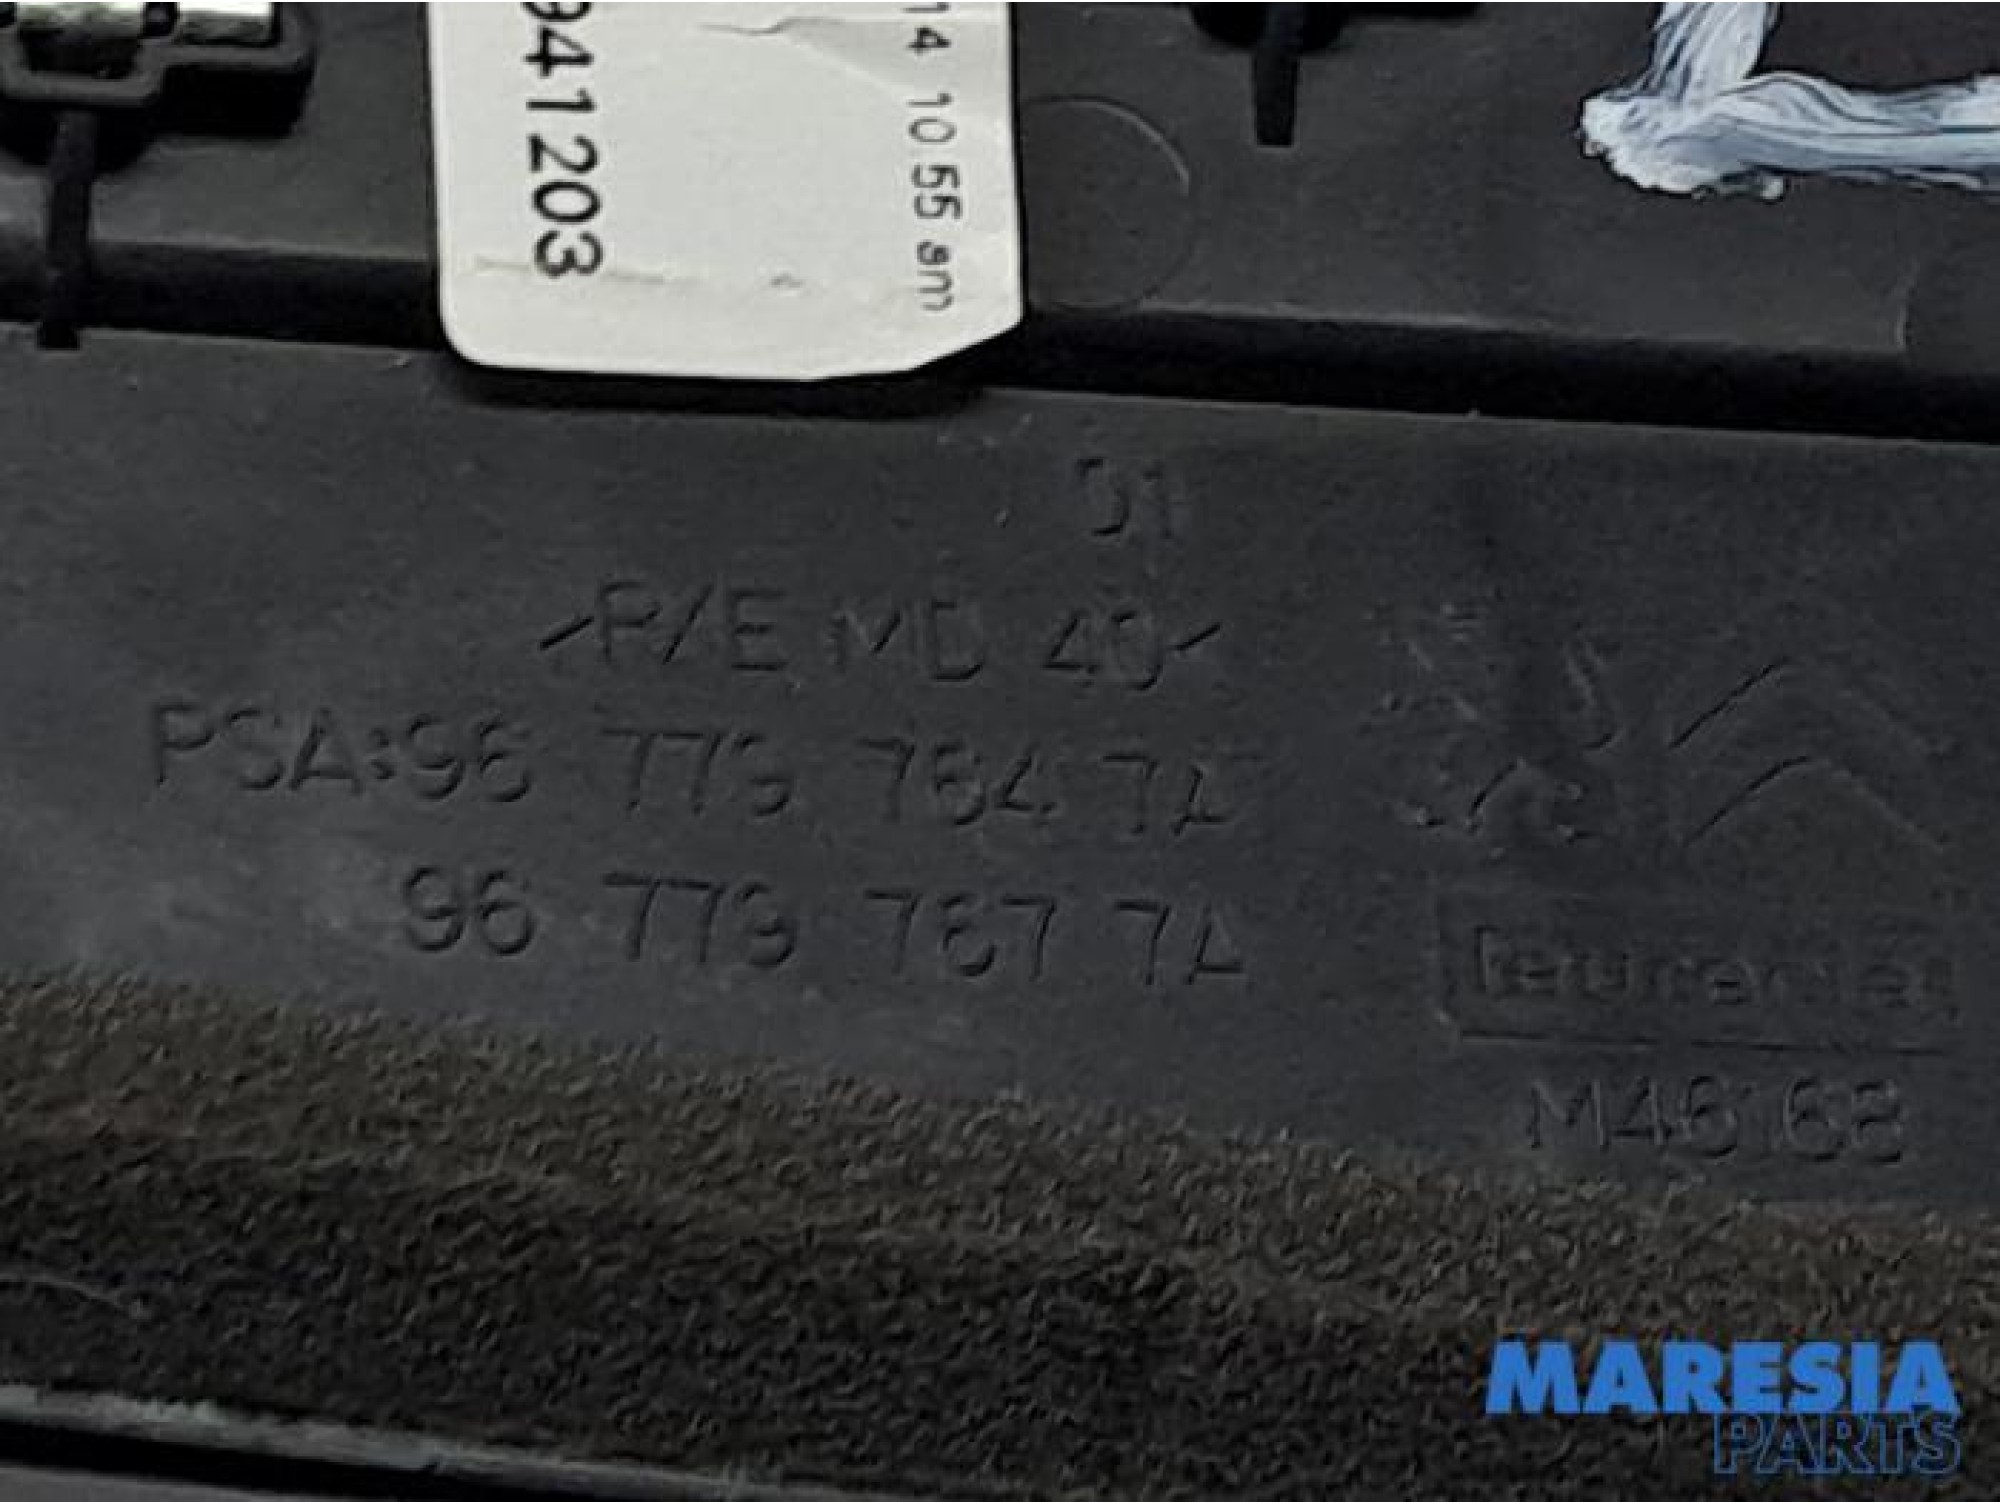 941203
14 10 55 am
01
>P/E MD 40<
PSA:96 779 764 7A
96 779 767 7A
faurecia
M46168
MARESIA
PARTS